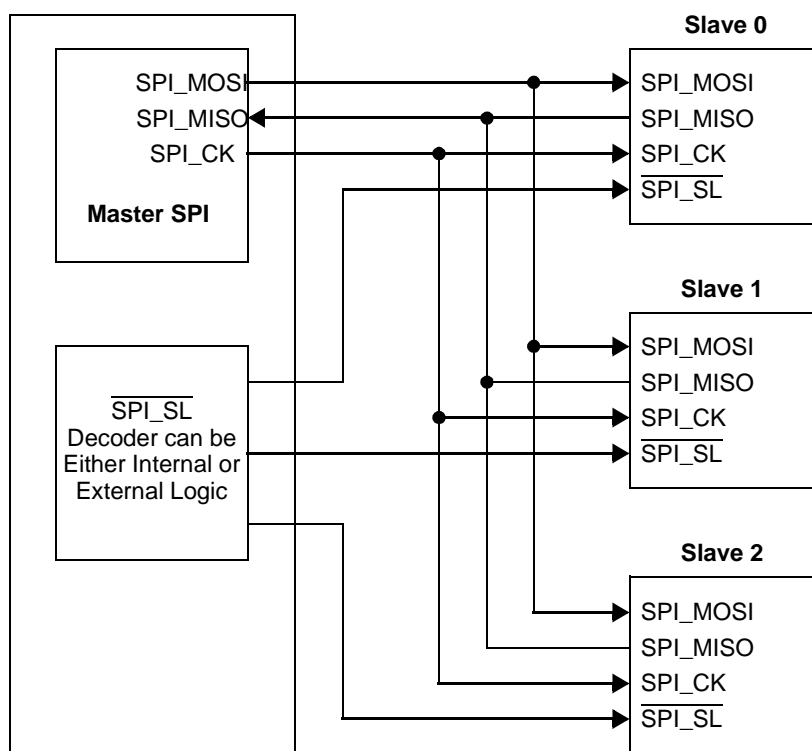 Slave 0
SPI_MOSI
SPI_MISO
SPI_CK
Master SPI
SPI_MOSI
SPI_MISO
SPI_CK
SPI_SL
Slave 1
SPI_MOSI
SPI_MISO
SPI_CK
SPI_SL
SPI_SL
Decoder can be
Either Internal or
External Logic
Slave 2
SPI_MOSI
SPI_MISO
SPI_CK
SPI_SL